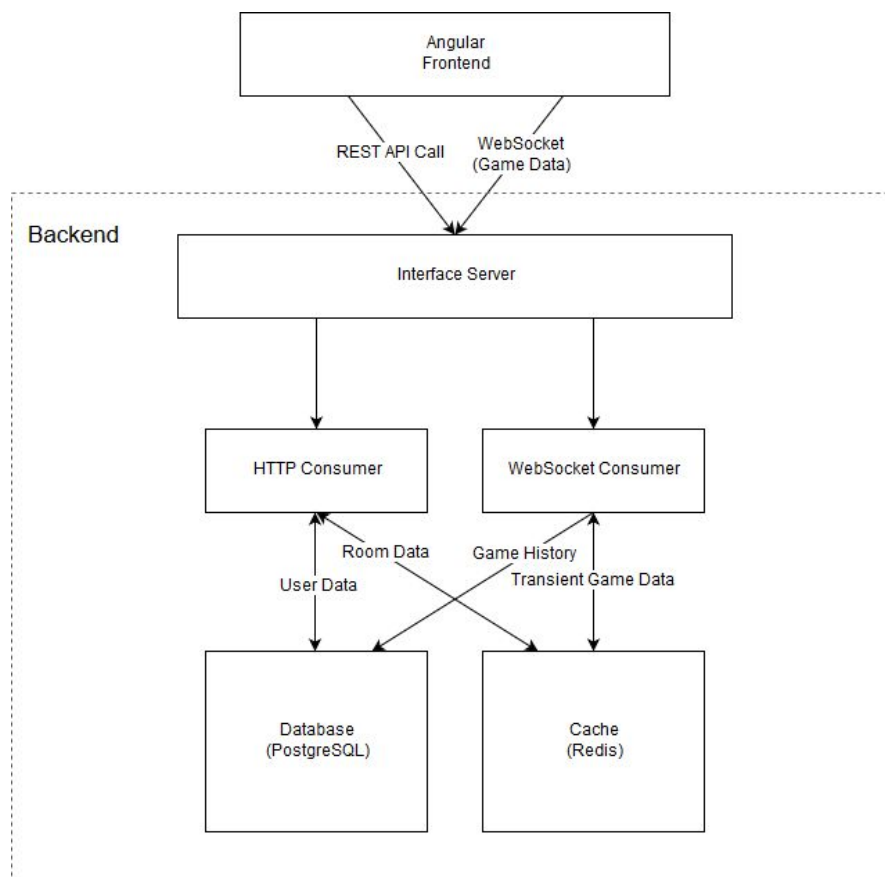 Angular
Frontend
REST API Call
WebSocket
(Game Data)
Backend
Interface Server
HTTP Consumer
WebSocket Consumer
Room Data
Game History
User Data
Transient Game Data
Database
(PostgreSQL)
Cache
(Redis)